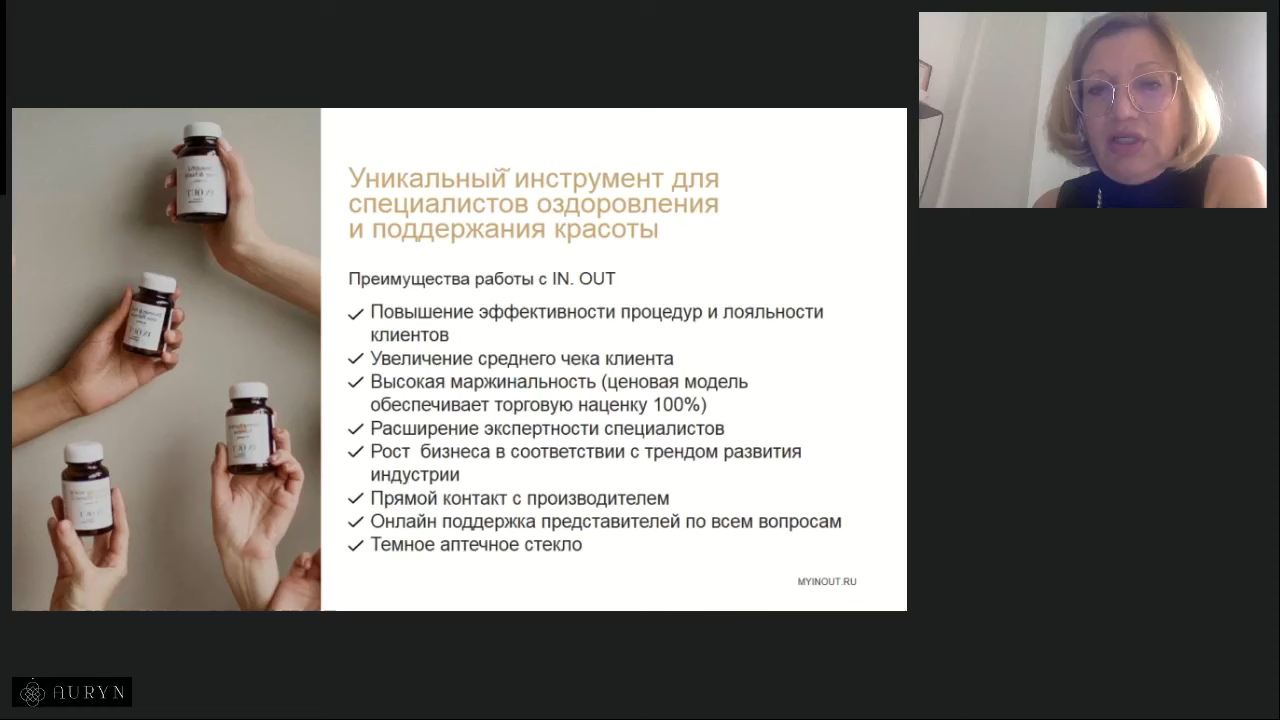 Уникальный инструмент для
специалистов оздоровления
и поддержания красоты
Преимущества работы с IN. OUT
✓ Повышение эффективности процедур и лояльности
клиентов
✓ Увеличение среднего чека клиента
✓ Высокая маржинальность (ценовая модель
обеспечивает торговую наценку 100%)
✓ Расширение экспертности специалистов
✓ Рост бизнеса в соответствии с трендом развития
индустрии
✓ Прямой контакт с производителем
✓ Онлайн поддержка представителей по всем вопросам
✓ Темное аптечное стекло
MYINOUT.RU
AURYN